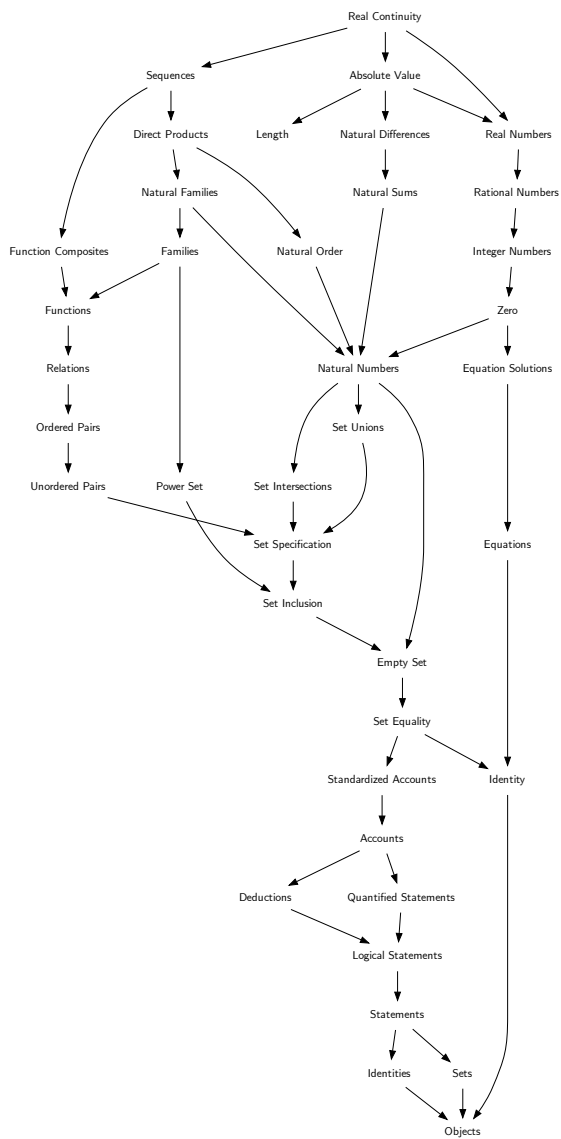 Real Continuity
Sequences
Absolute Value
Direct Products
Length
Natural Differences
Real Numbers
Natural Families
Natural Sums
Rational Numbers
Function Composites
Families
Natural Order
Integer Numbers
Functions
Zero
Relations
Natural Numbers
Equation Solutions
Ordered Pairs
Set Unions
Unordered Pairs
Power Set
Set Intersections
Set Specification
Equations
Set Inclusion
Empty Set
Set Equality
Standardized Accounts
Identity
Accounts
Deductions
Quantified Statements
Logical Statements
Statements
Identities
Sets
Objects